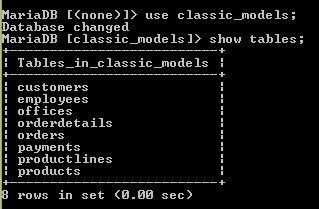 MariaDB [(none)]> use classic_models;
Database changed
MariaDB [classic_models]> show tables;
+--------------------------+
¦ Tables_in_classic_models ¦
+--------------------------+
¦ customers                ¦
¦ employees                ¦
¦ offices                  ¦
¦ orderdetails             ¦
¦ orders                   ¦
¦ payments                 ¦
¦ productlines             ¦
¦ products                 ¦
+--------------------------+
8 rows in set (0.00 sec)